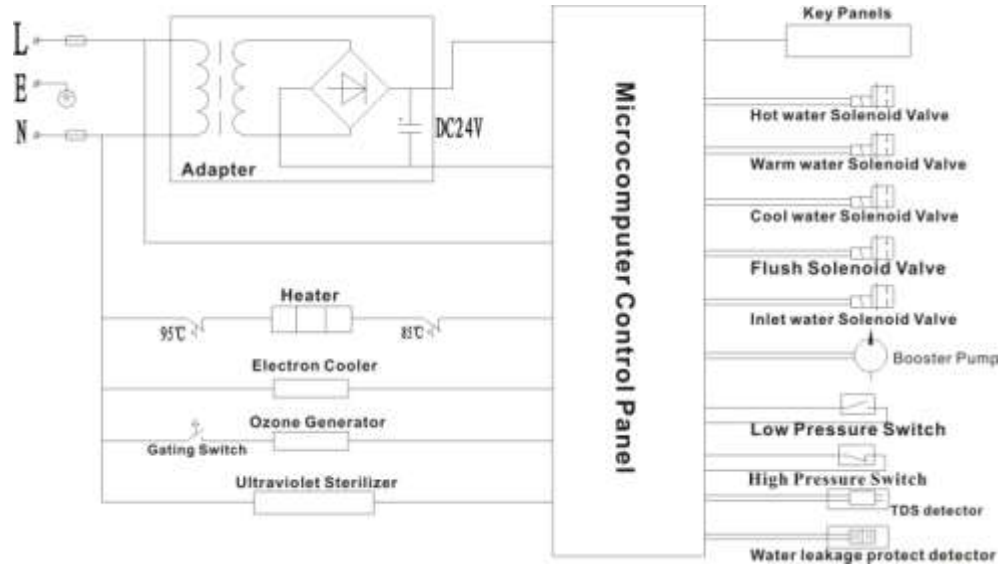 L
E
N
Adapter
DC24V
Heater
95℃
85℃
Electron Cooler
Ozone Generator
Gating Switch
Ultraviolet Sterilizer
Microcomputer Control Panel
Key Panels
Hot water Solenoid Valve
Warm water Solenoid Valve
Cool water Solenoid Valve
Flush Solenoid Valve
Inlet water Solenoid Valve
Booster Pump
Low Pressure Switch
High Pressure Switch
TDS detector
Water leakage protect detector